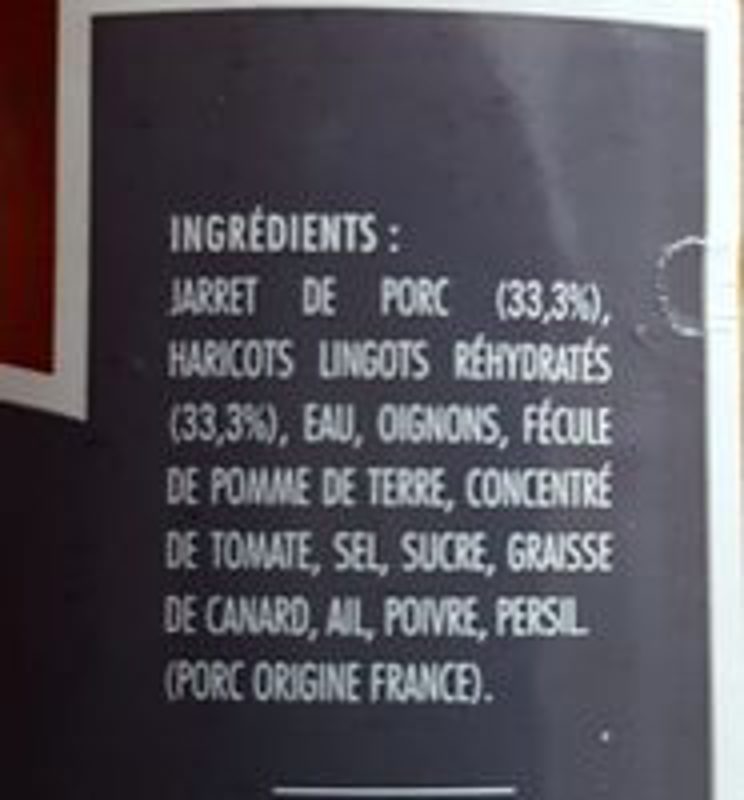 INGRÉDIENTS :
JARRET DE PORC (33,3%),
HARICOTS LINGOTS RÉHYDRATÉS
(33,3%), EAU, OIGNONS, FÉCULE
DE POMME DE TERRE, CONCENTRÉ
DE TOMATE, SEL, SUCRE, GRAISSE
DE CANARD, AIL, POIVRE, PERSIL.
(PORC ORIGINE FRANCE).